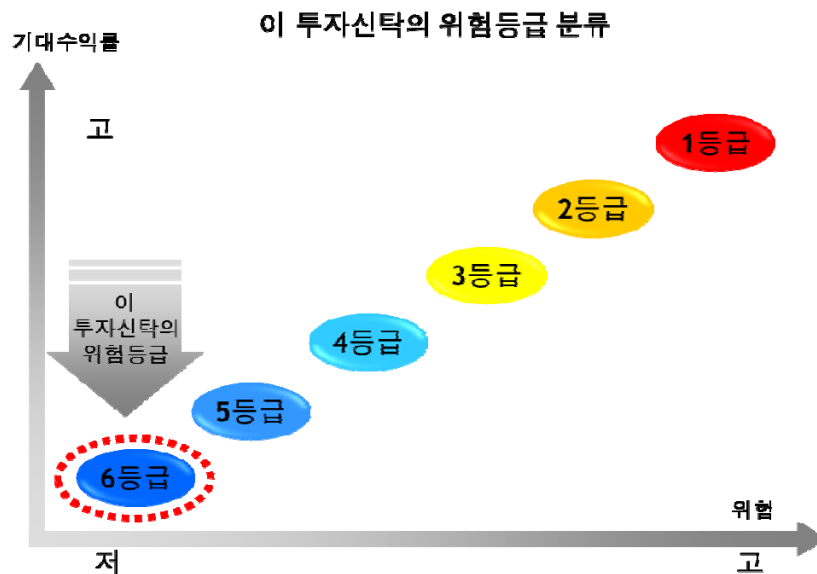 이 투자신탁의 위험등급 분류
기대수익률
고
1등급
2등급
3등급
이
투자신탁의
위험등급
4등급
5등급
6등급
위험
저
고